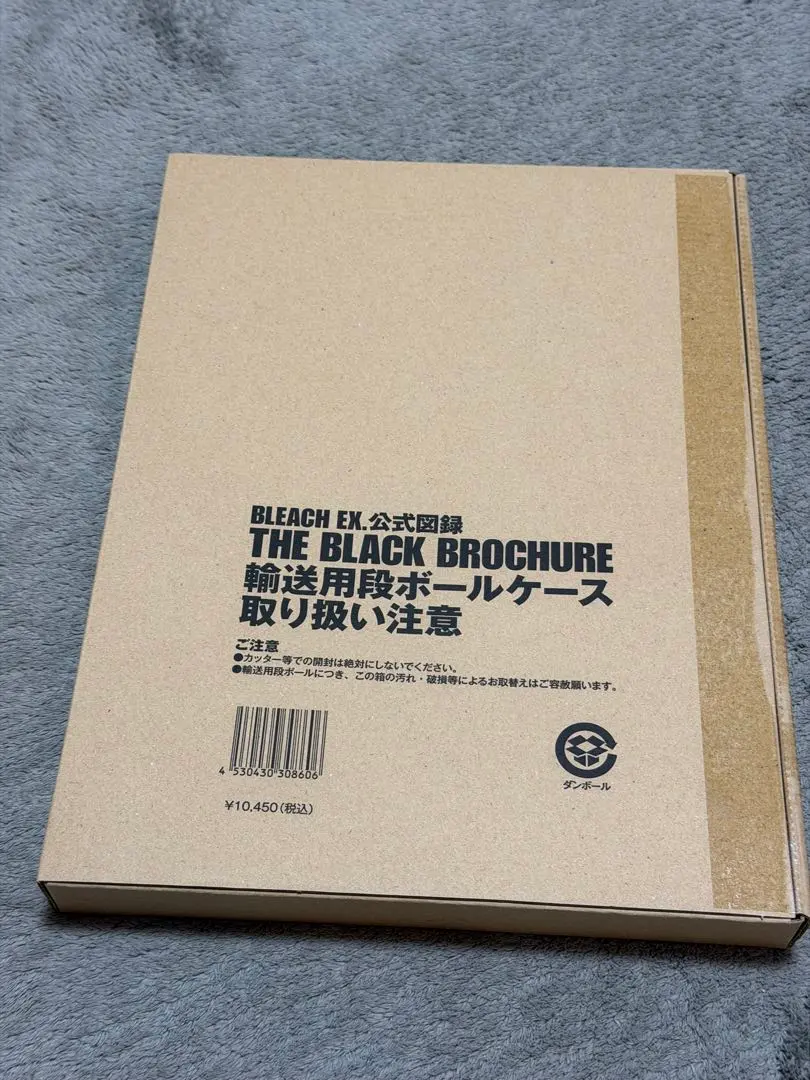 BLEACH EX.公式図録
THE BLACK BROCHURE
輸送用段ボールケース
取り扱い注意
ご注意
●カッター等での開封は絶対にしないでください。
●輸送用段ボールにつき、この箱の汚れ・破損等によるお取替えはご容赦願います。
4 530430 308606
ダンボール
¥10,450(税込)